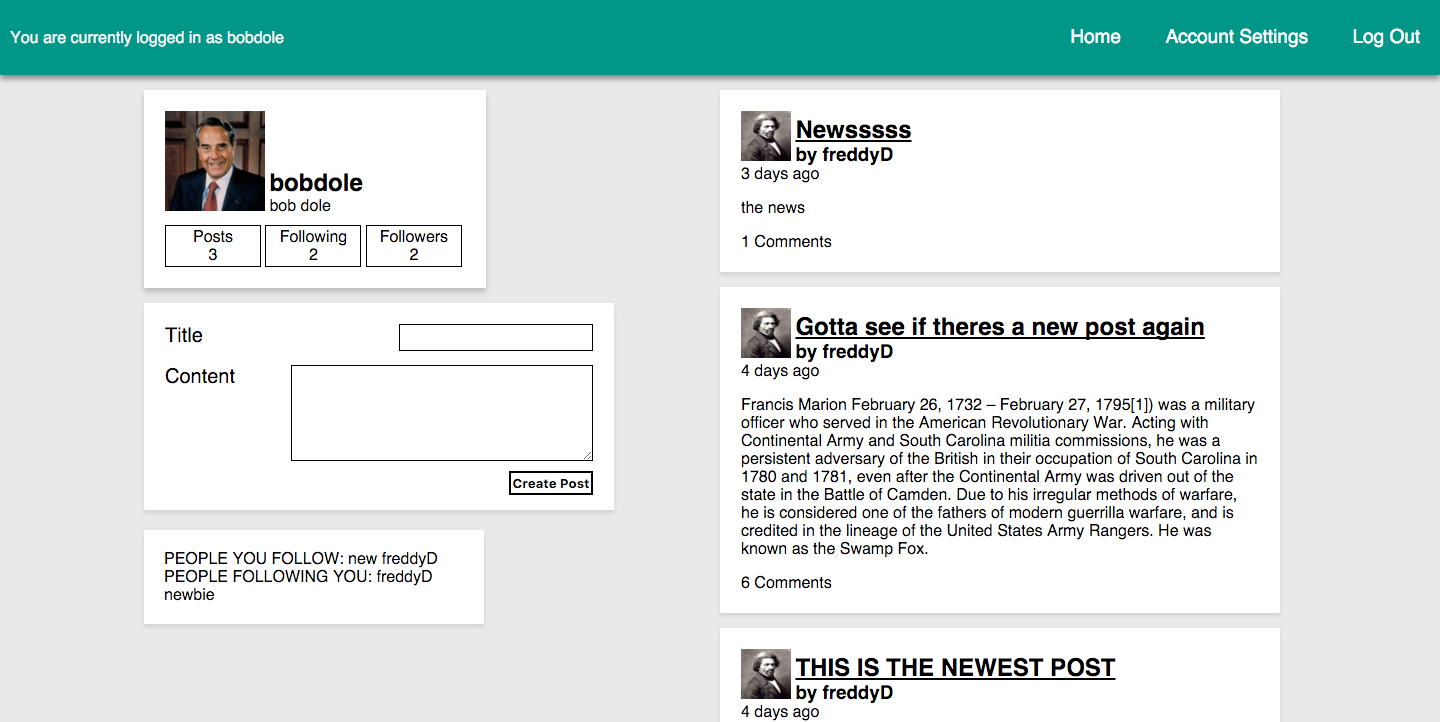 You are currently logged in as bobdole
Home
Account Settings
Log Out
bobdole
bob dole
Posts
3
Following
2
Followers
2
Title
Content
Create Post
PEOPLE YOU FOLLOW: new freddyD
PEOPLE FOLLOWING YOU: freddyD
newbie
Newsssss
by freddyD
3 days ago
the news
1 Comments
Gotta see if theres a new post again
by freddyD
4 days ago
Francis Marion February 26, 1732 – February 27, 1795[1]) was a military
officer who served in the American Revolutionary War. Acting with
Continental Army and South Carolina militia commissions, he was a
persistent adversary of the British in their occupation of South Carolina in
1780 and 1781, even after the Continental Army was driven out of the
state in the Battle of Camden. Due to his irregular methods of warfare,
he is considered one of the fathers of modern guerrilla warfare, and is
credited in the lineage of the United States Army Rangers. He was
known as the Swamp Fox.
6 Comments
THIS IS THE NEWEST POST
by freddyD
4 days ago